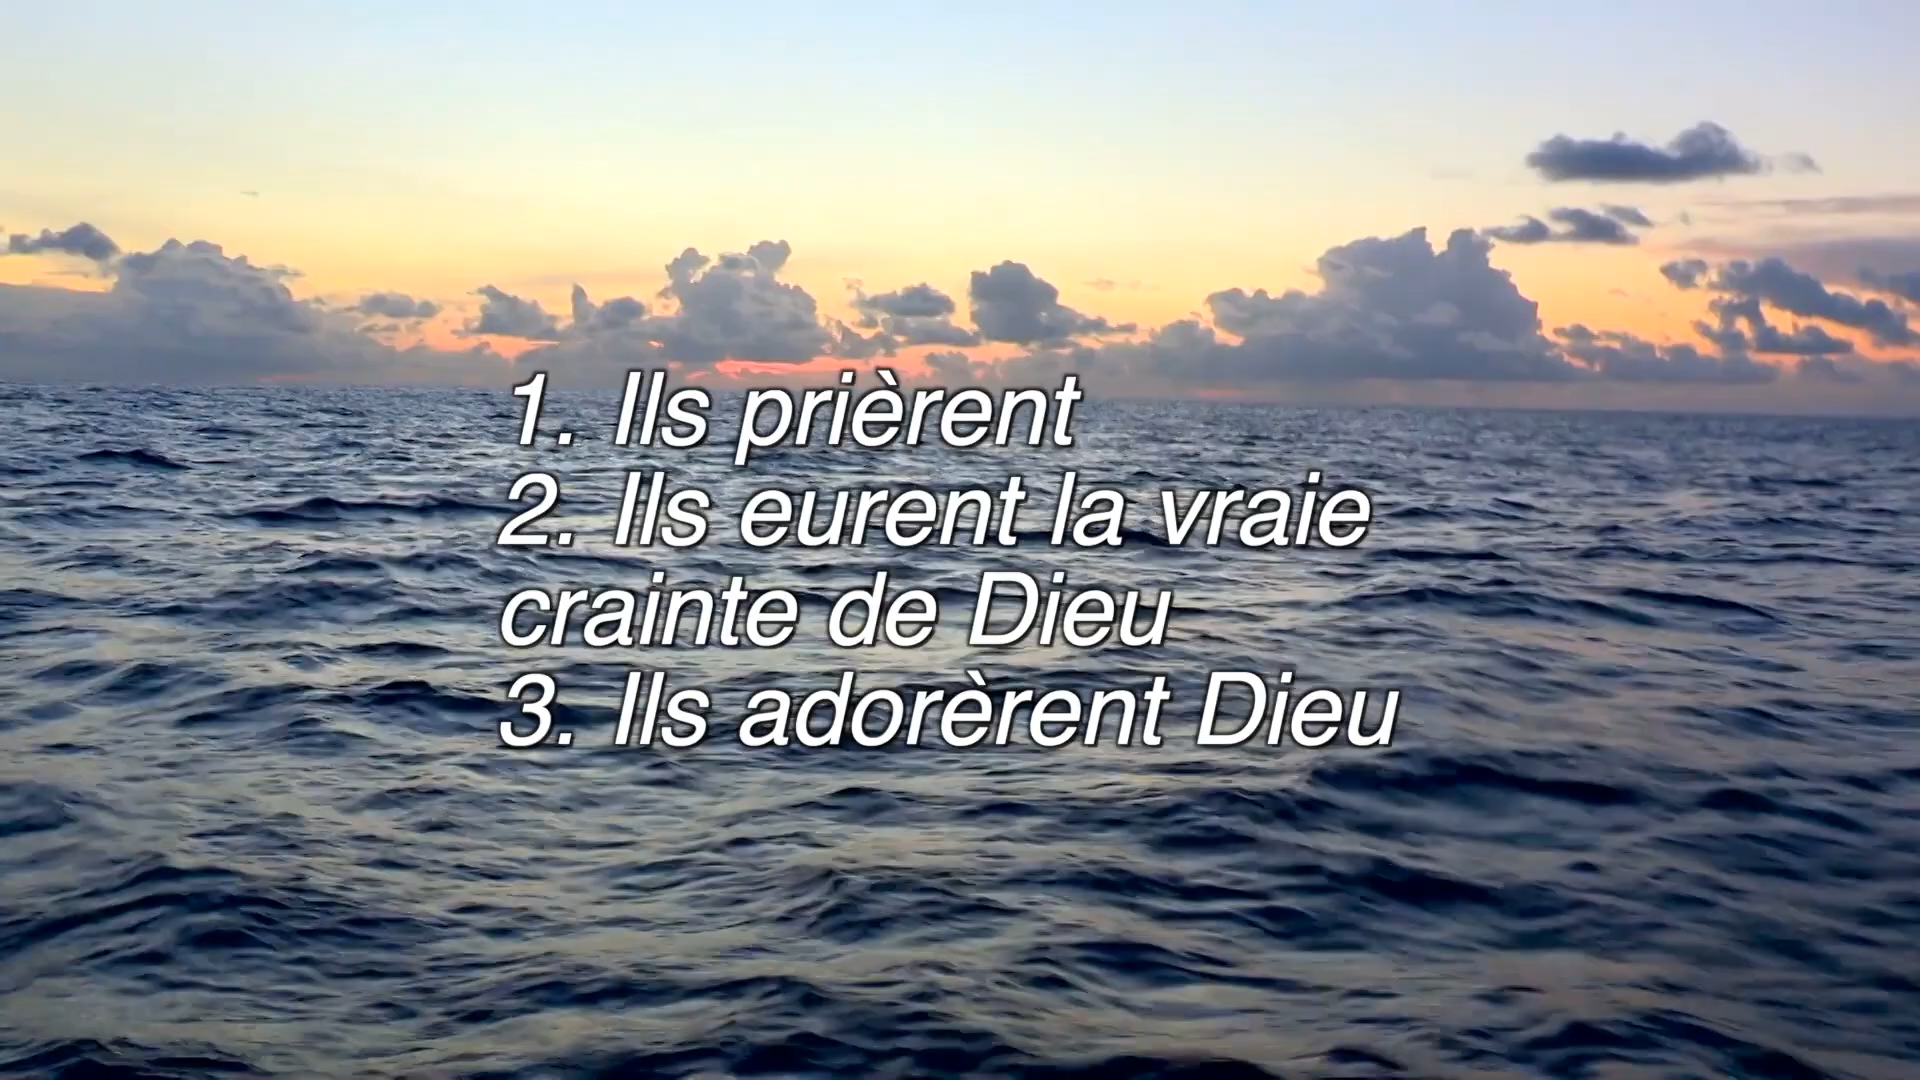 1. Ils prièrent
2. Ils eurent la vraie
crainte de Dieu
3. Ils adorèrent Dieu